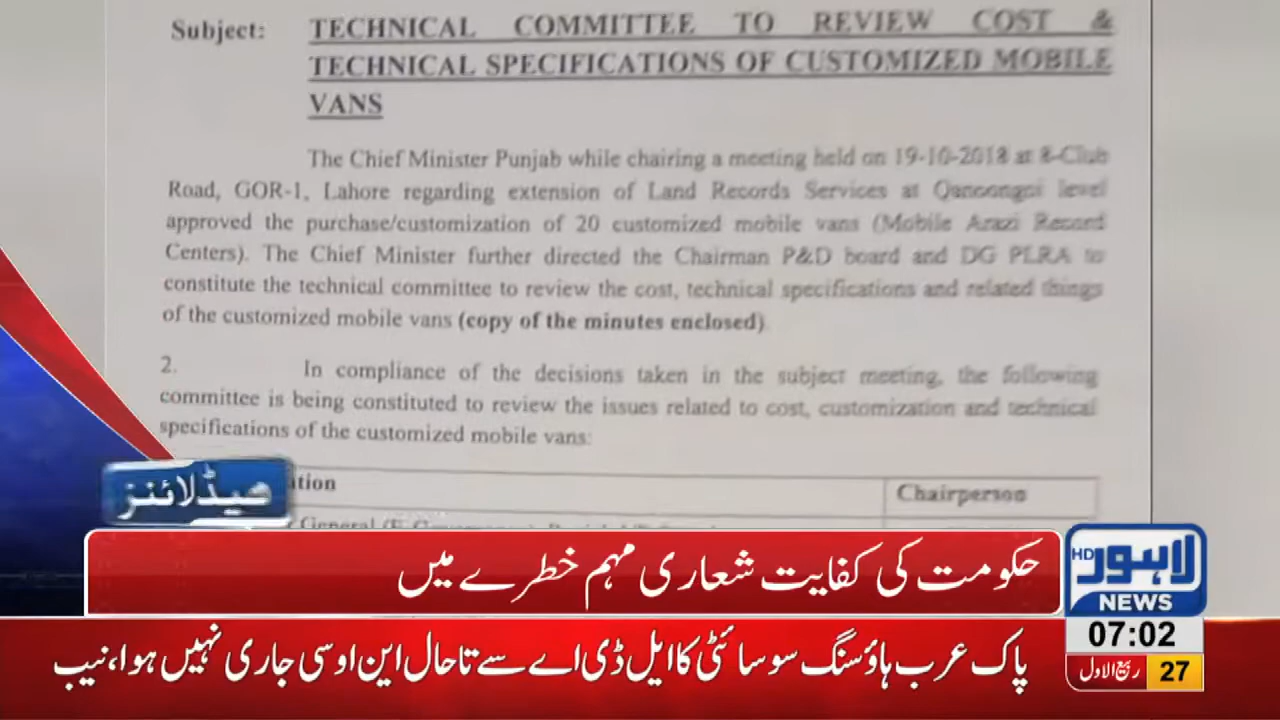 Subject: TECHNICAL COMMITTEE TO REVIEW COST &
TECHNICAL SPECIFICATIONS OF CUSTOMIZED MOBILE
VANS
The Chief Minister Punjab while chairing a meeting held on 19-10-2018 at 8-Club
Road, GOR-1, Lahore regarding extension of Land Records Services at Qanoongoi level
approved the purchase/customization of 20 customized mobile vans (Mobile Arazi Record
Centers). The Chief Minister further directed the Chairman P&D board and DG PLRA to
constitute the technical committee to review the cost, technical specifications and related things
of the customized mobile vans (copy of the minutes enclosed)
2. In compliance of the decisions taken in the subject meeting, the following
committee is being constituted to review the issues related to cost, customization and technical
specifications of the customized mobile vans:
ation Chairperson
General
ہیڈلائنز
حکومت کی کفایت شعاری مہم خطرے میں
HD لاہور
NEWS
07:02
پاک عرب ہاؤسنگ سوسائٹی کا ایل ڈی اے سے تاحال این او سی جاری نہیں ہوا، نیب
27 ربیع الاول